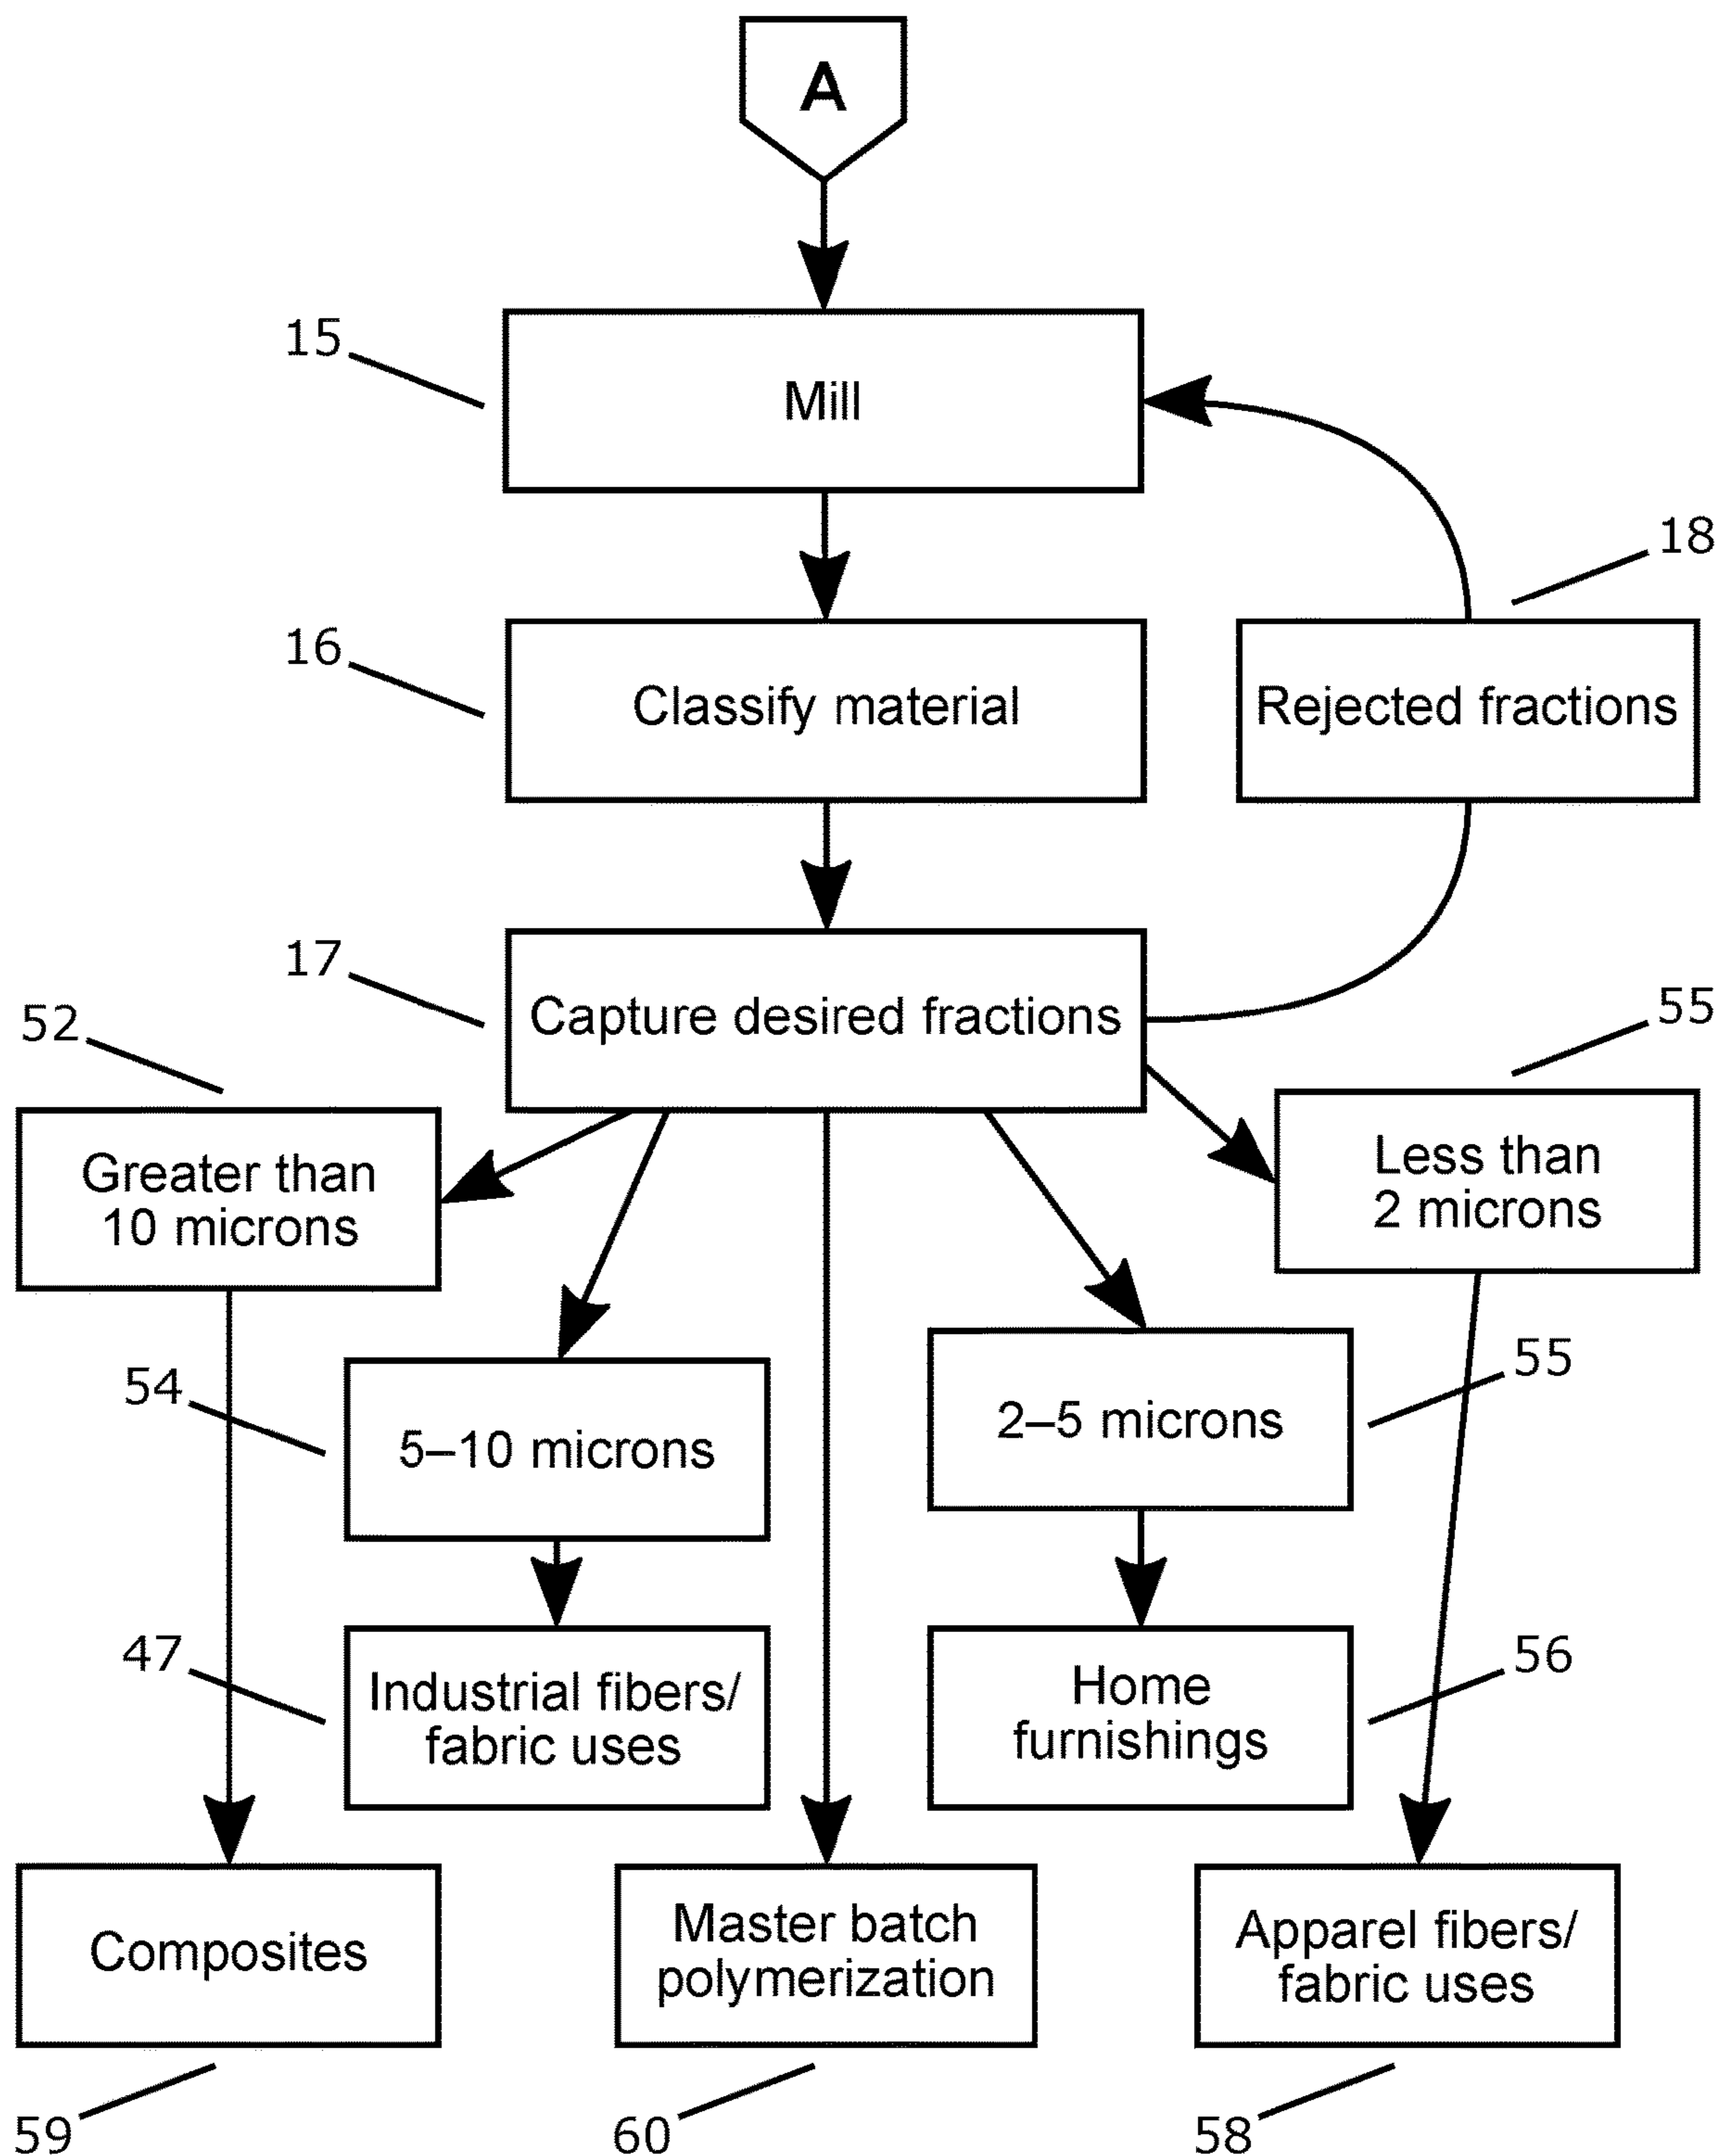 A
15
Mill
18
16
Classify material
Rejected fractions
17
Capture desired fractions
52
55
Greater than
10 microns
Less than
2 microns
54
5–10 microns
55
2–5 microns
47
Industrial fibers/
fabric uses
56
Home
furnishings
Composites
Master batch
polymerization
Apparel fibers/
fabric uses
59
60
58